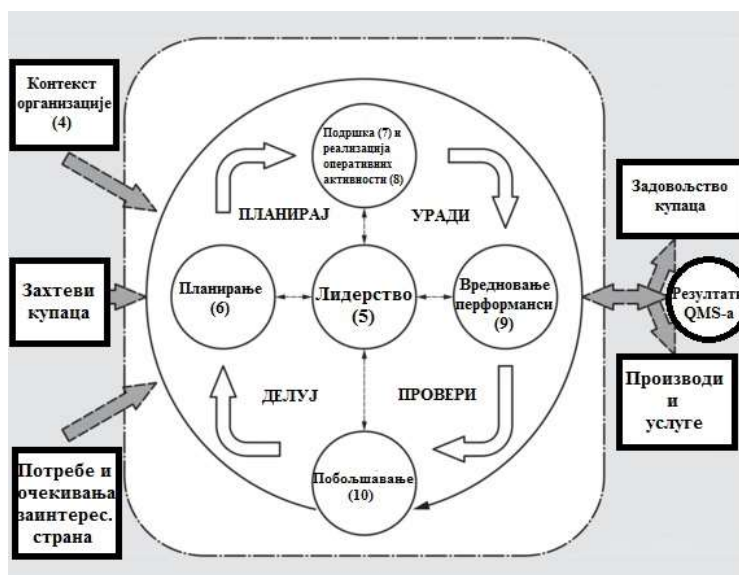 Контекст
организације
(4)
Подршка (7) и
реализација
оперативних
активности (8)
ПЛАНИРАЈ
УРАДИ
Задовољство
купаца
Захтеви
купаца
Планирање
(6)
Лидерство
(5)
Вредновање
перформанси
(9)
Резултати
QMS-а
ДЕЛУЈ
ПРОВЕРИ
Производи
и
услуге
Потребе и
очекивања
заинтерес.
страна
Побољшавање
(10)